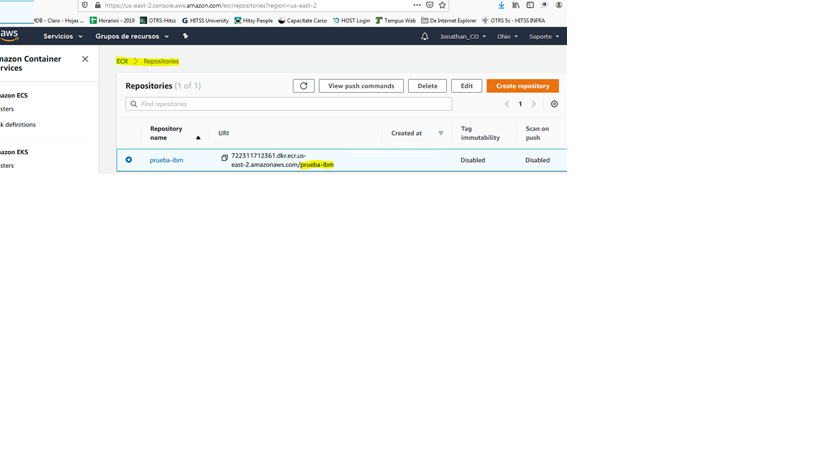 https://us-east-2.console.aws.amazon.com/ecr/repositories?region=us-east-2
MDB - Claro - Hojas ... Horarios - 2019 OTRS-Hitss HITSS University Hitsy People Capacitate Carso HOST Login Tempus Web De Internet Explorer OTRS 5s - HITSS INFRA
aws Servicios Grupos de recursos Jonathan_CO Ohio Soporte
mazon Container
rvices
ECR > Repositories
Repositories (1 of 1) View push commands Delete Edit Create repository
mazon ECS
sters
k definitions
Find repositories 1
Repository
name
URI
Created at
Tag
immutability
Scan on
push
mazon EKS
sters
prueba-ibm
722311712361.dkr.ecr.us-
east-2.amazonaws.com/prueba-ibm
Disabled
Disabled